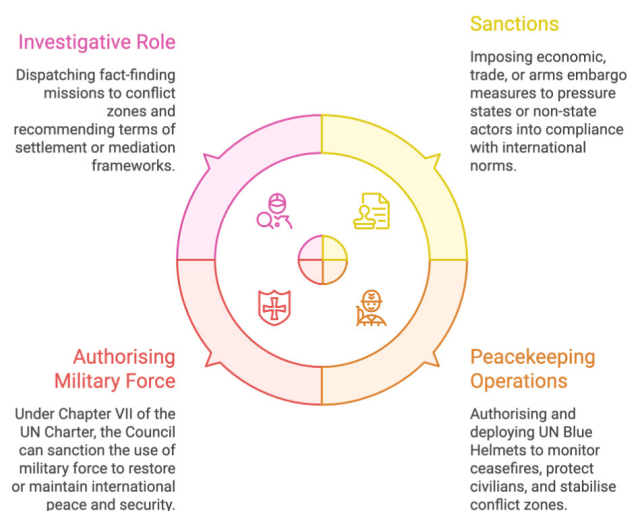 Investigative Role
Dispatching fact-finding
missions to conflict
zones and
recommending terms of
settlement or mediation
frameworks.
Sanctions
Imposing economic,
trade, or arms embargo
measures to pressure
states or non-state
actors into compliance
with international
norms.
Authorising
Military Force
Under Chapter VII of the
UN Charter, the Council
can sanction the use of
military force to restore
or maintain international
peace and security.
Peacekeeping
Operations
Authorising and
deploying UN Blue
Helmets to monitor
ceasefires, protect
civilians, and stabilise
conflict zones.